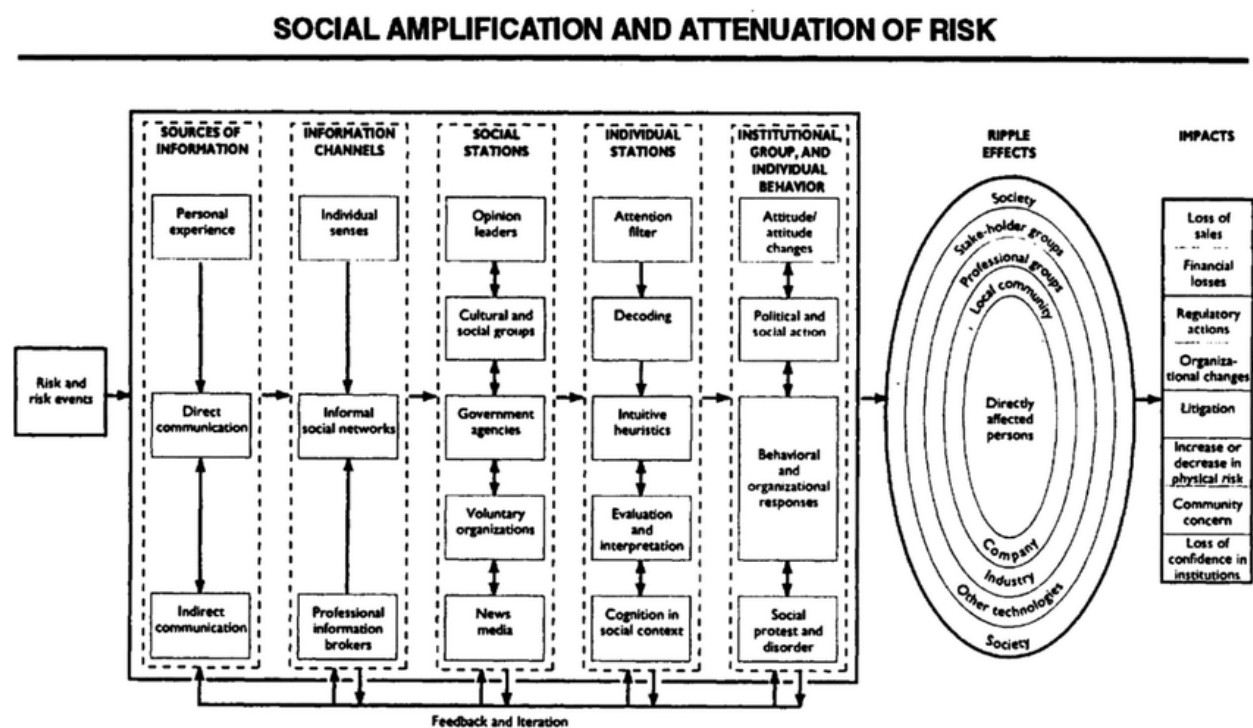 SOCIAL AMPLIFICATION AND ATTENUATION OF RISK
Risk and
risk events
SOURCES OF
INFORMATION
Personal
experience
Direct
communication
Indirect
communication
INFORMATION
CHANNELS
Individual
senses
Informal
social networks
Professional
information
brokers
SOCIAL
STATIONS
Opinion
leaders
Cultural and
social groups
Government
agencies
Voluntary
organizations
News
media
INDIVIDUAL
STATIONS
Attention
filter
Decoding
Intuitive
heuristics
Evaluation
and
interpretation
Cognition in
social context
INSTITUTIONAL,
GROUP, AND
INDIVIDUAL
BEHAVIOR
Attitude/
attitude
changes
Political and
social action
Behavioral
and
organizational
responses
Social
protest and
disorder
Feedback and Iteration
RIPPLE
EFFECTS
Society
Stake-holder groups
Professional groups
Local community
Directly
affected
persons
Company
Industry
Other technologies
Society
IMPACTS
Loss of
sales
Financial
losses
Regulatory
actions
Organiza-
tional changes
Litigation
Increase or
decrease in
physical risk
Community
concern
Loss of
confidence in
institutions